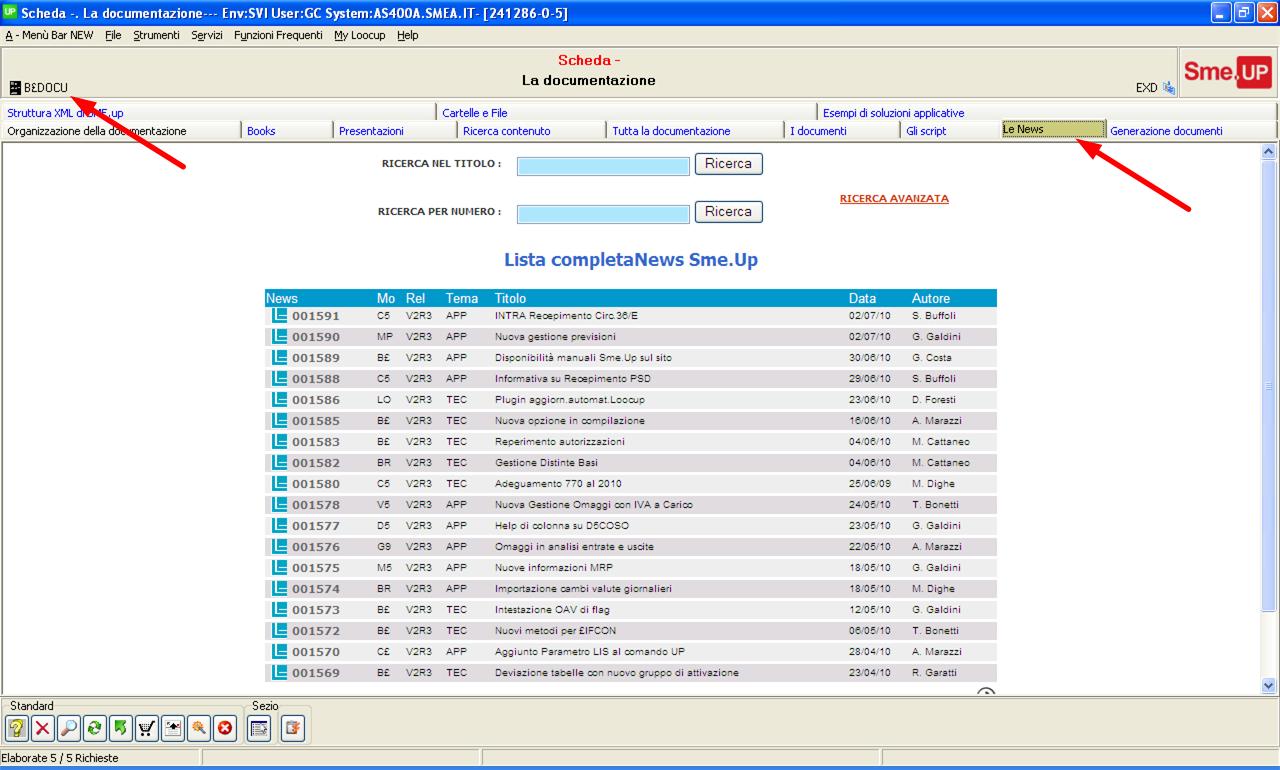 UP Scheda -. La documentazione--- Env:SVI User:GC System:AS400A.SMEA.IT- [241286-0-5]
A - Menù Bar NEW File Strumenti Servizi Funzioni Frequenti My Loocup Help
Scheda -
La documentazione
B£DOCU
EXD
Sme.UP
Struttura XML di SME.up Cartelle e File Esempi di soluzioni applicative
Organizzazione della documentazione Books Presentazioni Ricerca contenuto Tutta la documentazione I documenti Gli script Le News Generazione documenti
RICERCA NEL TITOLO : Ricerca
RICERCA AVANZATA
RICERCA PER NUMERO : Ricerca
Lista completaNews Sme.Up
News Mo Rel Tema Titolo Data Autore
001591 C5 V2R3 APP INTRA Recepimento Circ.36/E 02/07/10 S. Buffoli
001590 MP V2R3 APP Nuova gestione previsioni 02/07/10 G. Galdini
001589 B£ V2R3 APP Disponibilità manuali Sme.Up sul sito 30/06/10 G. Costa
001588 C5 V2R3 APP Informativa su Recepimento PSD 29/06/10 S. Buffoli
001586 LO V2R3 TEC Plugin aggiorn.automat.Loocup 23/06/10 D. Foresti
001585 B£ V2R3 TEC Nuova opzione in compilazione 16/06/10 A. Marazzi
001583 B£ V2R3 TEC Reperimento autorizzazioni 04/06/10 M. Cattaneo
001582 BR V2R3 TEC Gestione Distinte Basi 04/06/10 M. Cattaneo
001580 C5 V2R3 TEC Adeguamento 770 al 2010 25/06/09 M. Dighe
001578 V5 V2R3 APP Nuova Gestione Omaggi con IVA a Carico 24/05/10 T. Bonetti
001577 D5 V2R3 APP Help di colonna su D5COSO 23/05/10 G. Galdini
001576 G9 V2R3 APP Omaggi in analisi entrate e uscite 22/05/10 A. Marazzi
001575 M5 V2R3 APP Nuove informazioni MRP 18/05/10 G. Galdini
001574 BR V2R3 APP Importazione cambi valute giornalieri 18/05/10 M. Dighe
001573 B£ V2R3 TEC Intestazione OAV di flag 12/05/10 G. Galdini
001572 B£ V2R3 TEC Nuovi metodi per £IFCON 06/05/10 T. Bonetti
001570 C£ V2R3 APP Aggiunto Parametro LIS al comando UP 28/04/10 A. Marazzi
001569 B£ V2R3 TEC Deviazione tabelle con nuovo gruppo di attivazione 23/04/10 R. Garatti
Standard Sezio
Elaborate 5 / 5 Richieste